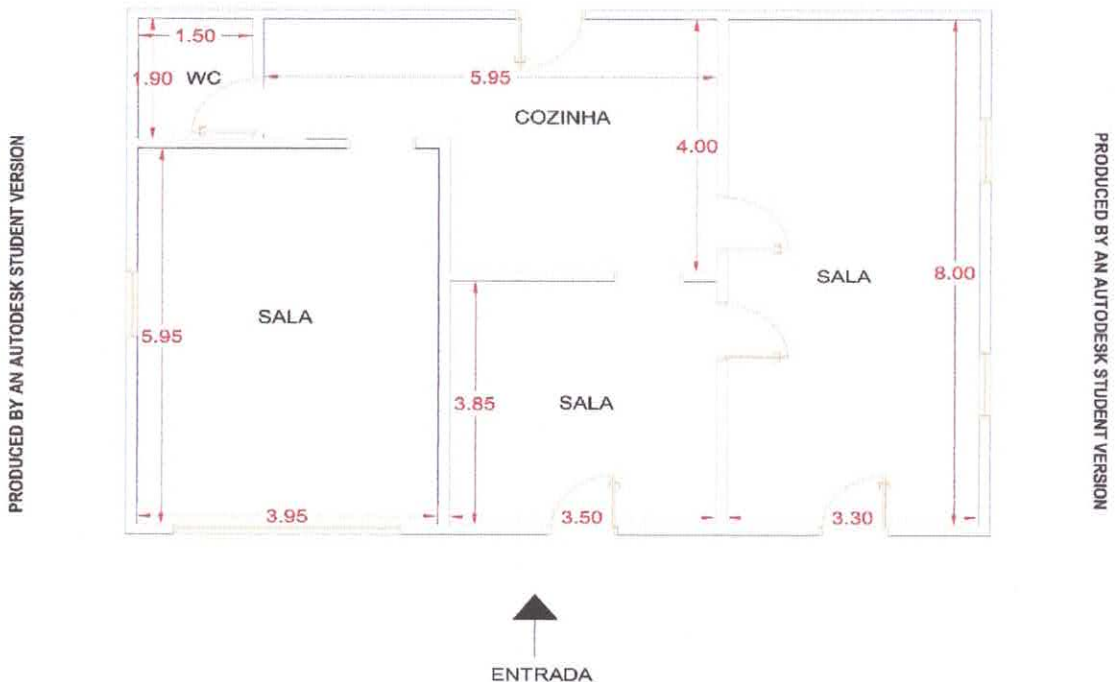 PRODUCED BY AN AUTODESK STUDENT VERSION
1.50
1.90
WC
5.95
COZINHA
4.00
SALA
5.95
SALA
8.00
3.85
SALA
3.95
3.50
3.30
ENTRADA
PRODUCED BY AN AUTODESK STUDENT VERSION